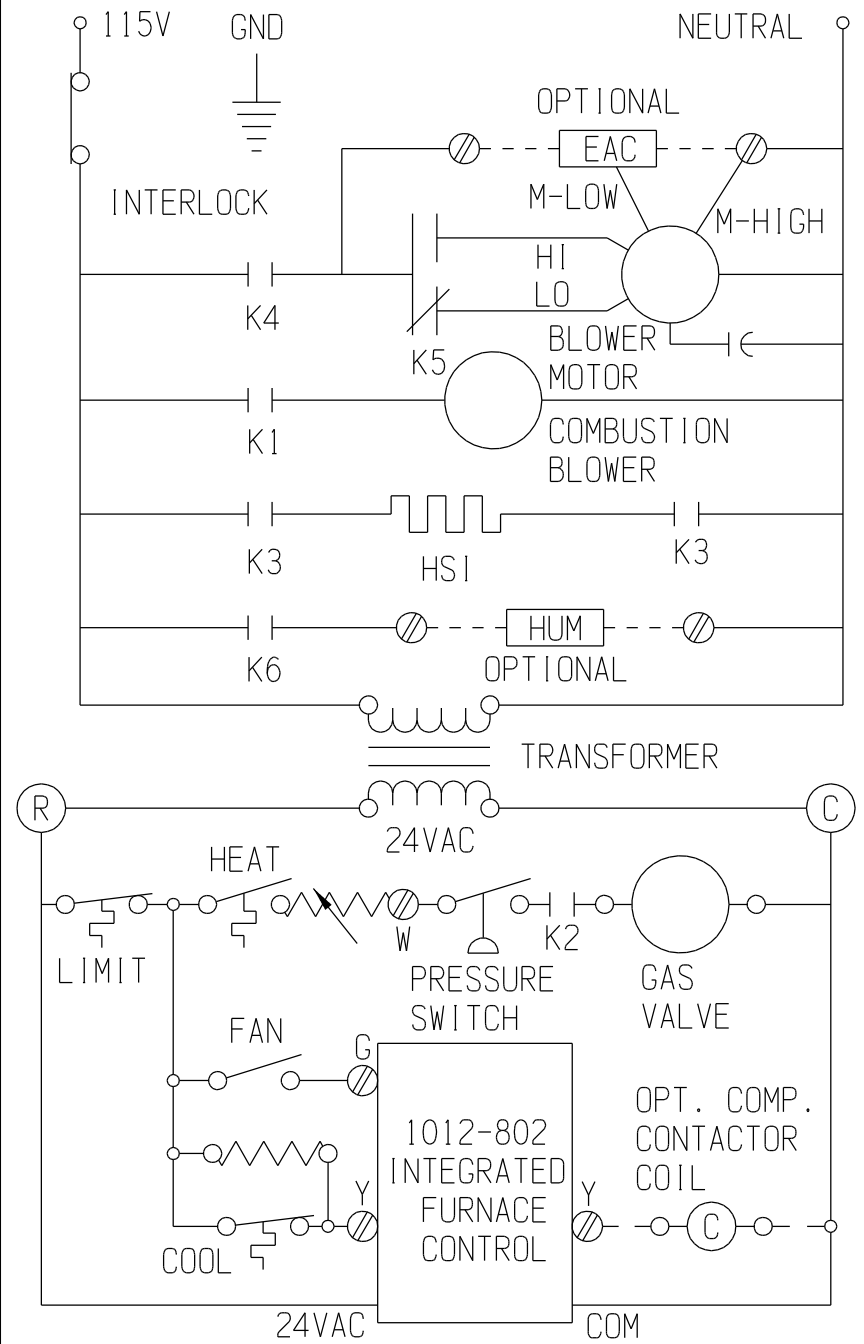 115V
GND
NEUTRAL
OPTIONAL
EAC
INTERLOCK
M-LOW
M-HIGH
HI
LO
K4
K5
BLOWER
MOTOR
K1
COMBUSTION
BLOWER
K3
HSI
K3
HUM
K6
OPTIONAL
TRANSFORMER
R
C
24VAC
HEAT
W
K2
LIMIT
PRESSURE
SWITCH
GAS
VALVE
FAN
G
OPT. COMP.
CONTACTOR
COIL
1012-802
INTEGRATED
FURNACE
CONTROL
Y
Y
C
COOL
24VAC
COM